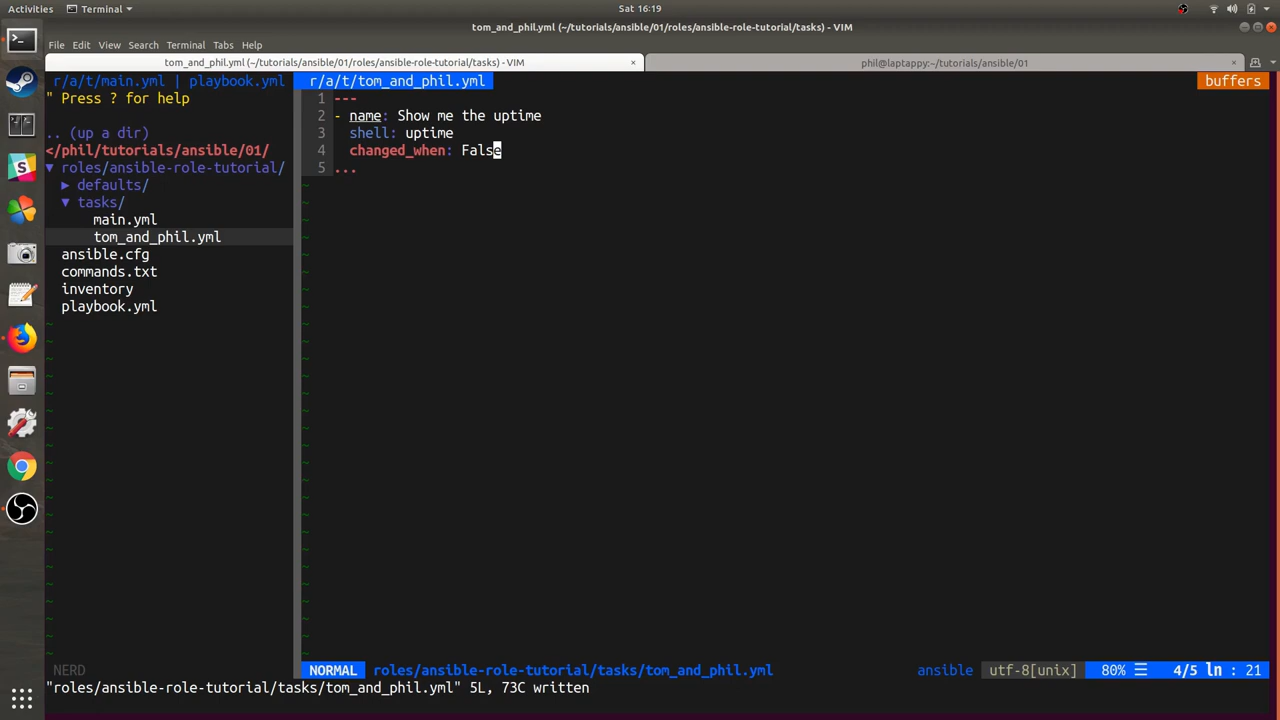 Activities
Terminal
Sat 16:19
tom_and_phil.yml (~/tutorials/ansible/01/roles/ansible-role-tutorial/tasks) - VIM
File Edit View Search Terminal Tabs Help
tom_and_phil.yml (~/tutorials/ansible/01/roles/ansible-role-tutorial/tasks) - VIM
phil@laptappy:~/tutorials/ansible/01
r/a/t/main.yml | playbook.yml
r/a/t/tom_and_phil.yml
buffers
" Press ? for help
.. (up a dir)
</phil/tutorials/ansible/01/
▼ roles/ansible-role-tutorial/
▶ defaults/
▼ tasks/
main.yml
tom_and_phil.yml
ansible.cfg
commands.txt
inventory
playbook.yml
1 ---
2 - name: Show me the uptime
3 shell: uptime
4 changed_when: False
5 ...
NERD
NORMAL roles/ansible-role-tutorial/tasks/tom_and_phil.yml
ansible utf-8[unix] 80% ☰ 4/5 ln : 21
"roles/ansible-role-tutorial/tasks/tom_and_phil.yml" 5L, 73C written